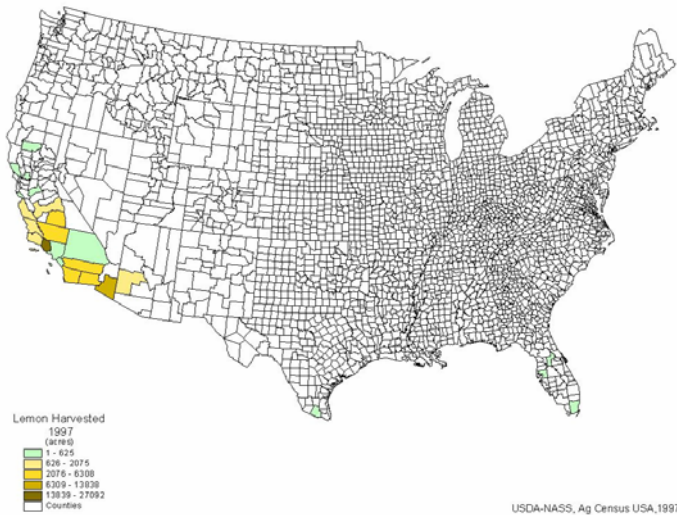 Lemon Harvested
1997
(acres)
1 - 625
626 - 2075
2076 - 6308
6309 - 13838
13839 - 27092
Counties
USDA-NASS, Ag Census USA,1997